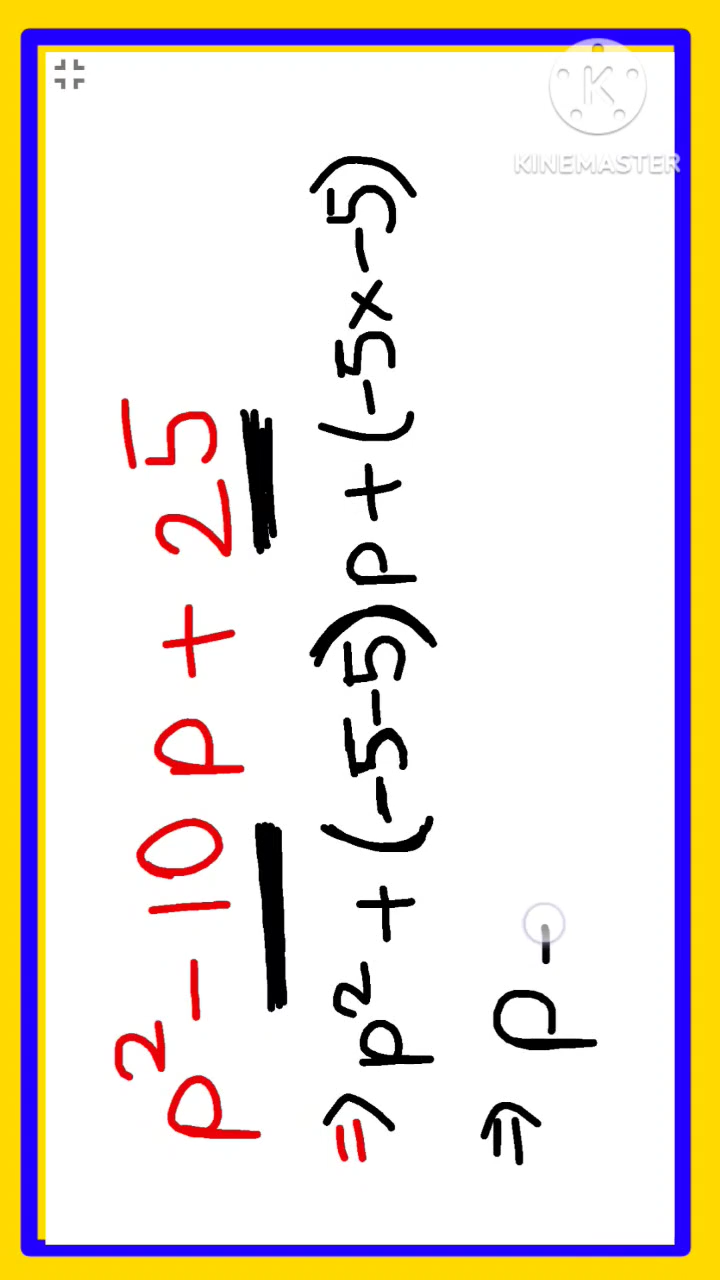 p² - 10p + 25
⇒ p² + (-5-5)p + (-5x-5)
⇒ p -
KINEMASTER